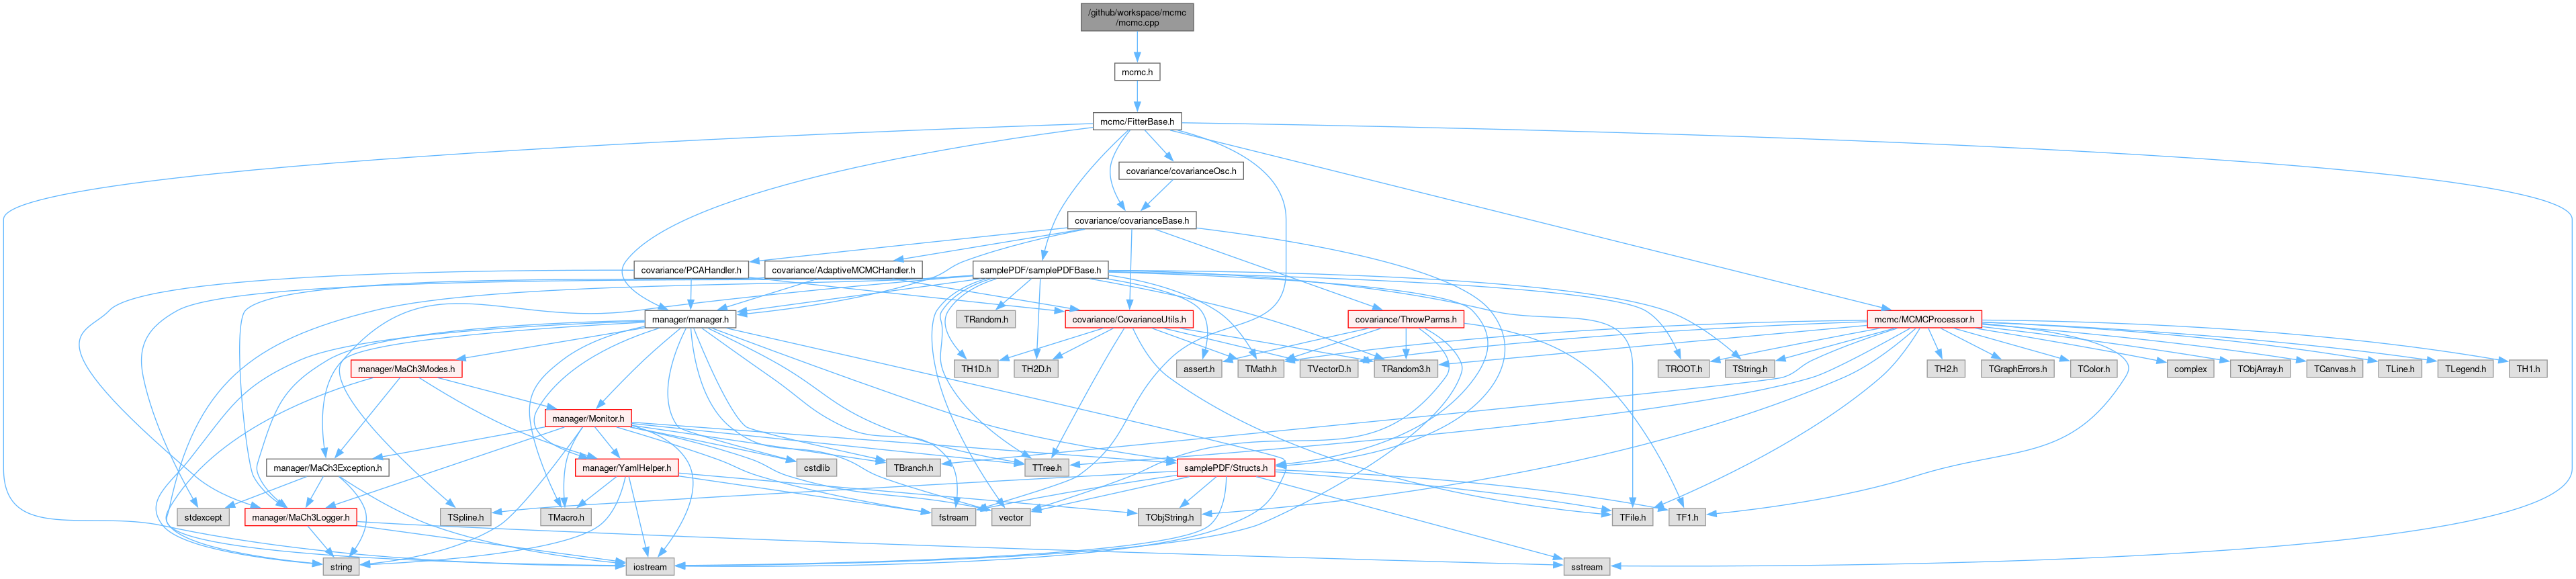 /github/workspace/mcmc
/mcmc.cpp
mcmc.h
mcmc/FitterBase.h
covariance/covarianceOsc.h
covariance/covarianceBase.h
covariance/PCAHandler.h
covariance/AdaptiveMCMCHandler.h
samplePDF/samplePDFBase.h
manager/manager.h
TRandom.h
covariance/CovarianceUtils.h
covariance/ThrowParms.h
mcmc/MCMCProcessor.h
manager/MaCh3Modes.h
TH1D.h
TH2D.h
assert.h
TMath.h
TVectorD.h
TRandom3.h
TROOT.h
TString.h
TH2.h
TGraphErrors.h
TColor.h
complex
TObjArray.h
TCanvas.h
TLine.h
TLegend.h
TH1.h
manager/Monitor.h
manager/MaCh3Exception.h
manager/YamlHelper.h
cstdlib
TBranch.h
TTree.h
samplePDF/Structs.h
stdexcept
manager/MaCh3Logger.h
TSpline.h
TMacro.h
fstream
vector
TObjString.h
TFile.h
TF1.h
string
iostream
sstream